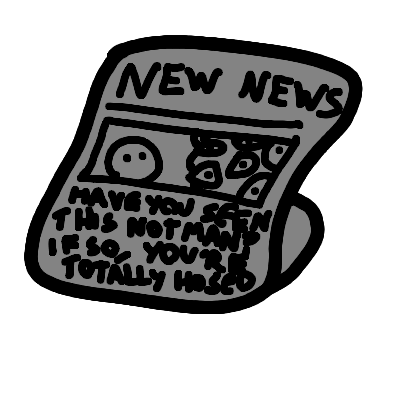 NEW NEWS
HAVE YOU SEEN
THIS NOT MAN?
IF SO, YOU'RE
TOTALLY HOSED